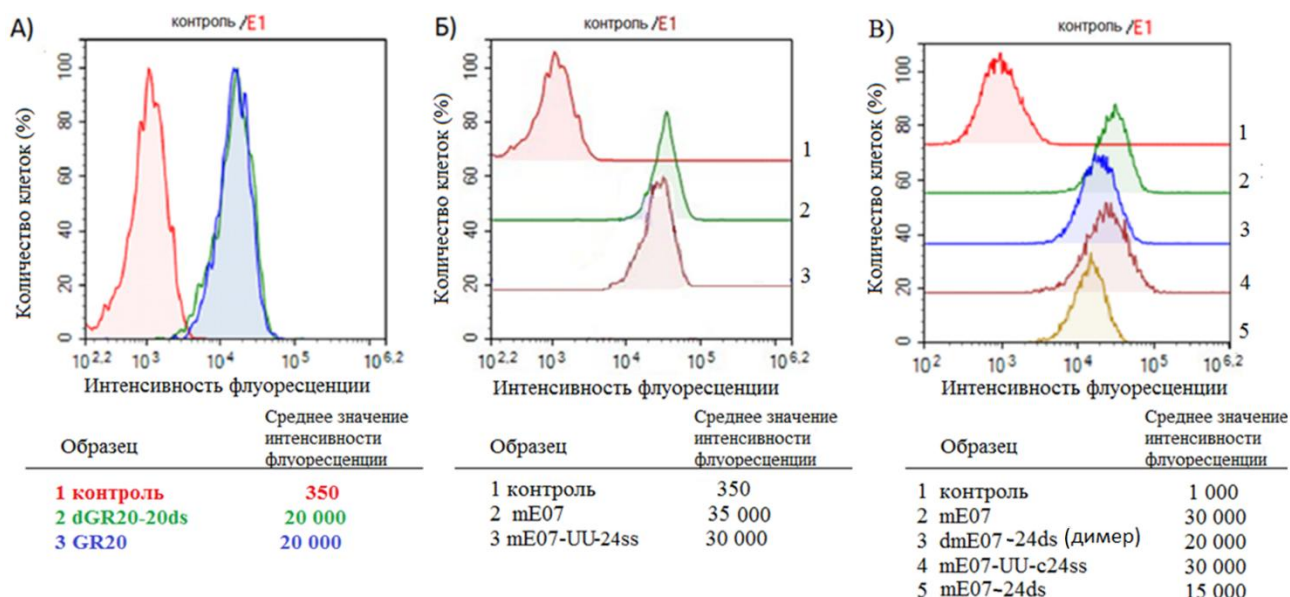 А) контроль /E1
Количество клеток (%)
100
80
60
40
20
0
10^2,2 10^3 10^4 10^5 10^6,2
Интенсивность флуоресценции
Образец Среднее значение
интенсивности
флуоресценции
1 контроль 350
2 dGR20-20ds 20 000
3 GR20 20 000
Б) контроль /E1
Количество клеток (%)
100
80
60
40
20
0
1
2
3
10^2,2 10^3 10^4 10^5 10^6,2
Интенсивность флуоресценции
Образец Среднее значение
интенсивности
флуоресценции
1 контроль 350
2 mE07 35 000
3 mE07-UU-24ss 30 000
В) контроль /E1
Количество клеток (%)
100
80
60
40
20
0
1
2
3
4
5
10^2 10^3 10^4 10^5 10^6,2
Интенсивность флуоресценции
Образец Среднее значение
интенсивности
флуоресценции
1 контроль 1 000
2 mE07 30 000
3 dmE07-24ds (димер) 20 000
4 mE07-UU-c24ss 30 000
5 mE07-24ds 15 000